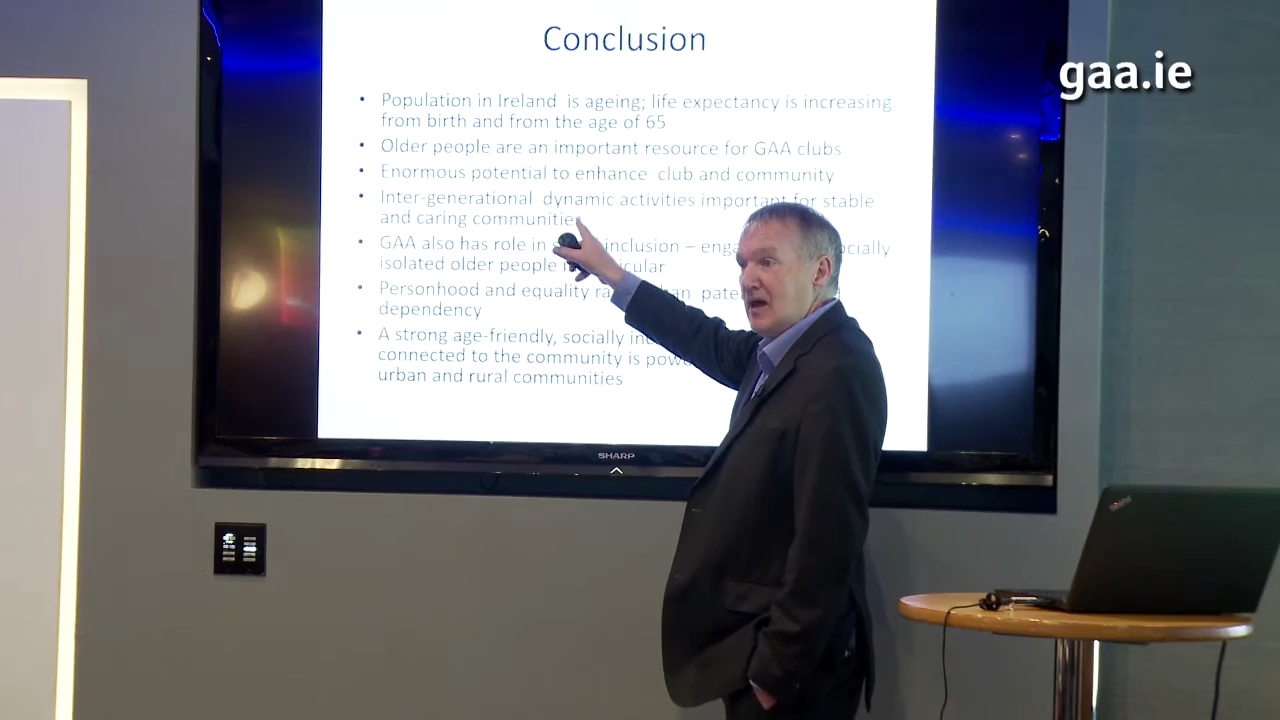 Conclusion
gaa.ie
• Population in Ireland is ageing; life expectancy is increasing
from birth and from the age of 65
• Older people are an important resource for GAA clubs
• Enormous potential to enhance club and community
• Inter-generational dynamic activities important for stable
and caring communities
• GAA also has role in inclusion –
isolated older people
• Personhood and equality
dependency
• A strong age-friendly, socially
connected to the community is
urban and rural communities
SHARP
ThinkPad